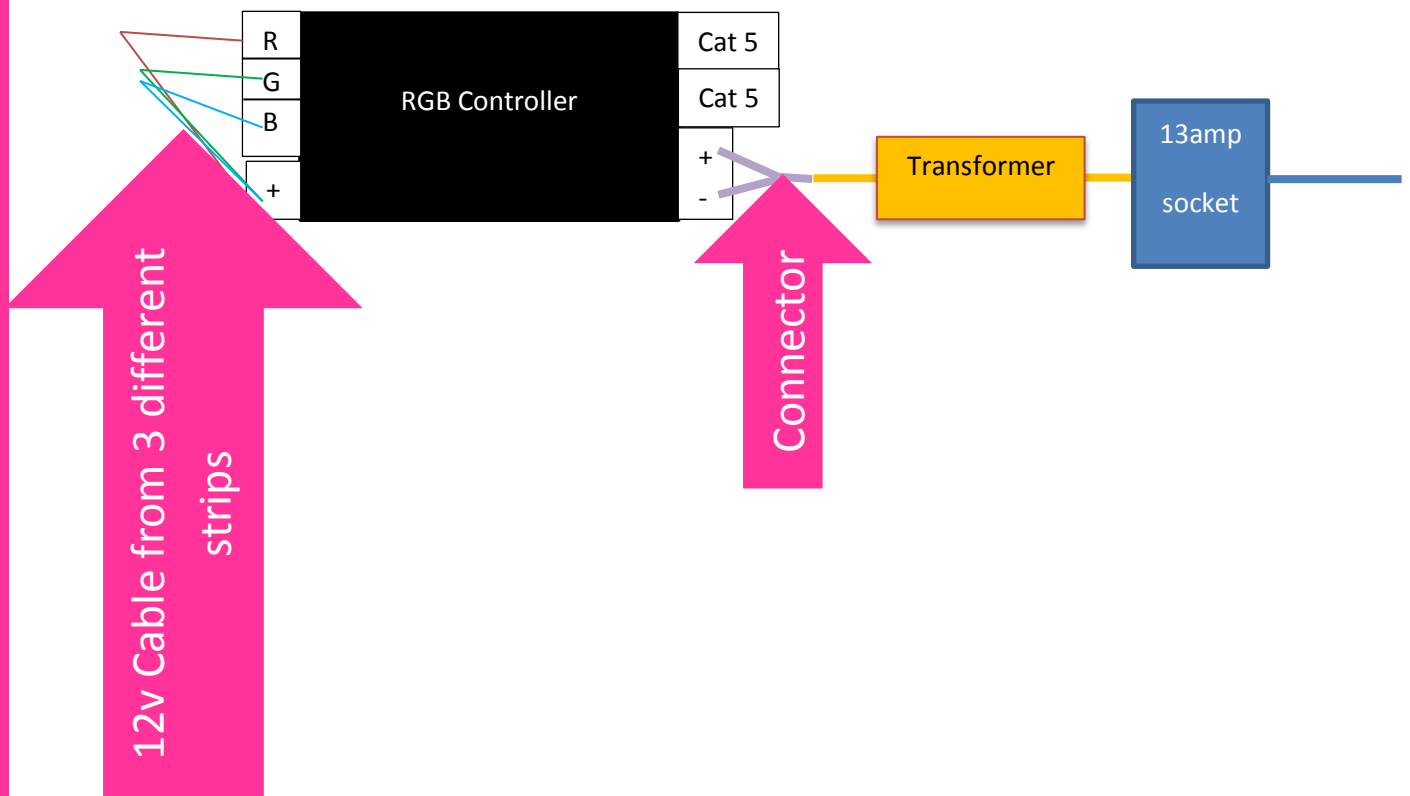 R
G
B
+
RGB Controller
Cat 5
Cat 5
+
-
Transformer
13amp
socket
12v Cable from 3 different
strips
Connector